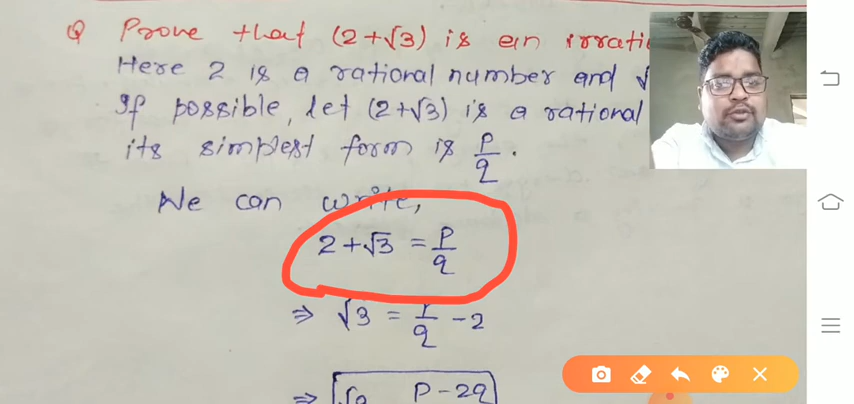 Q Prove that (2+√3) is an
Here 2 is a rational number and
If possible, let (2+√3) is a rational
its simplest form is p/q.
We can write,
2+√3 = p/q
⇒ √3 = p/q - 2
⇒ P-2q